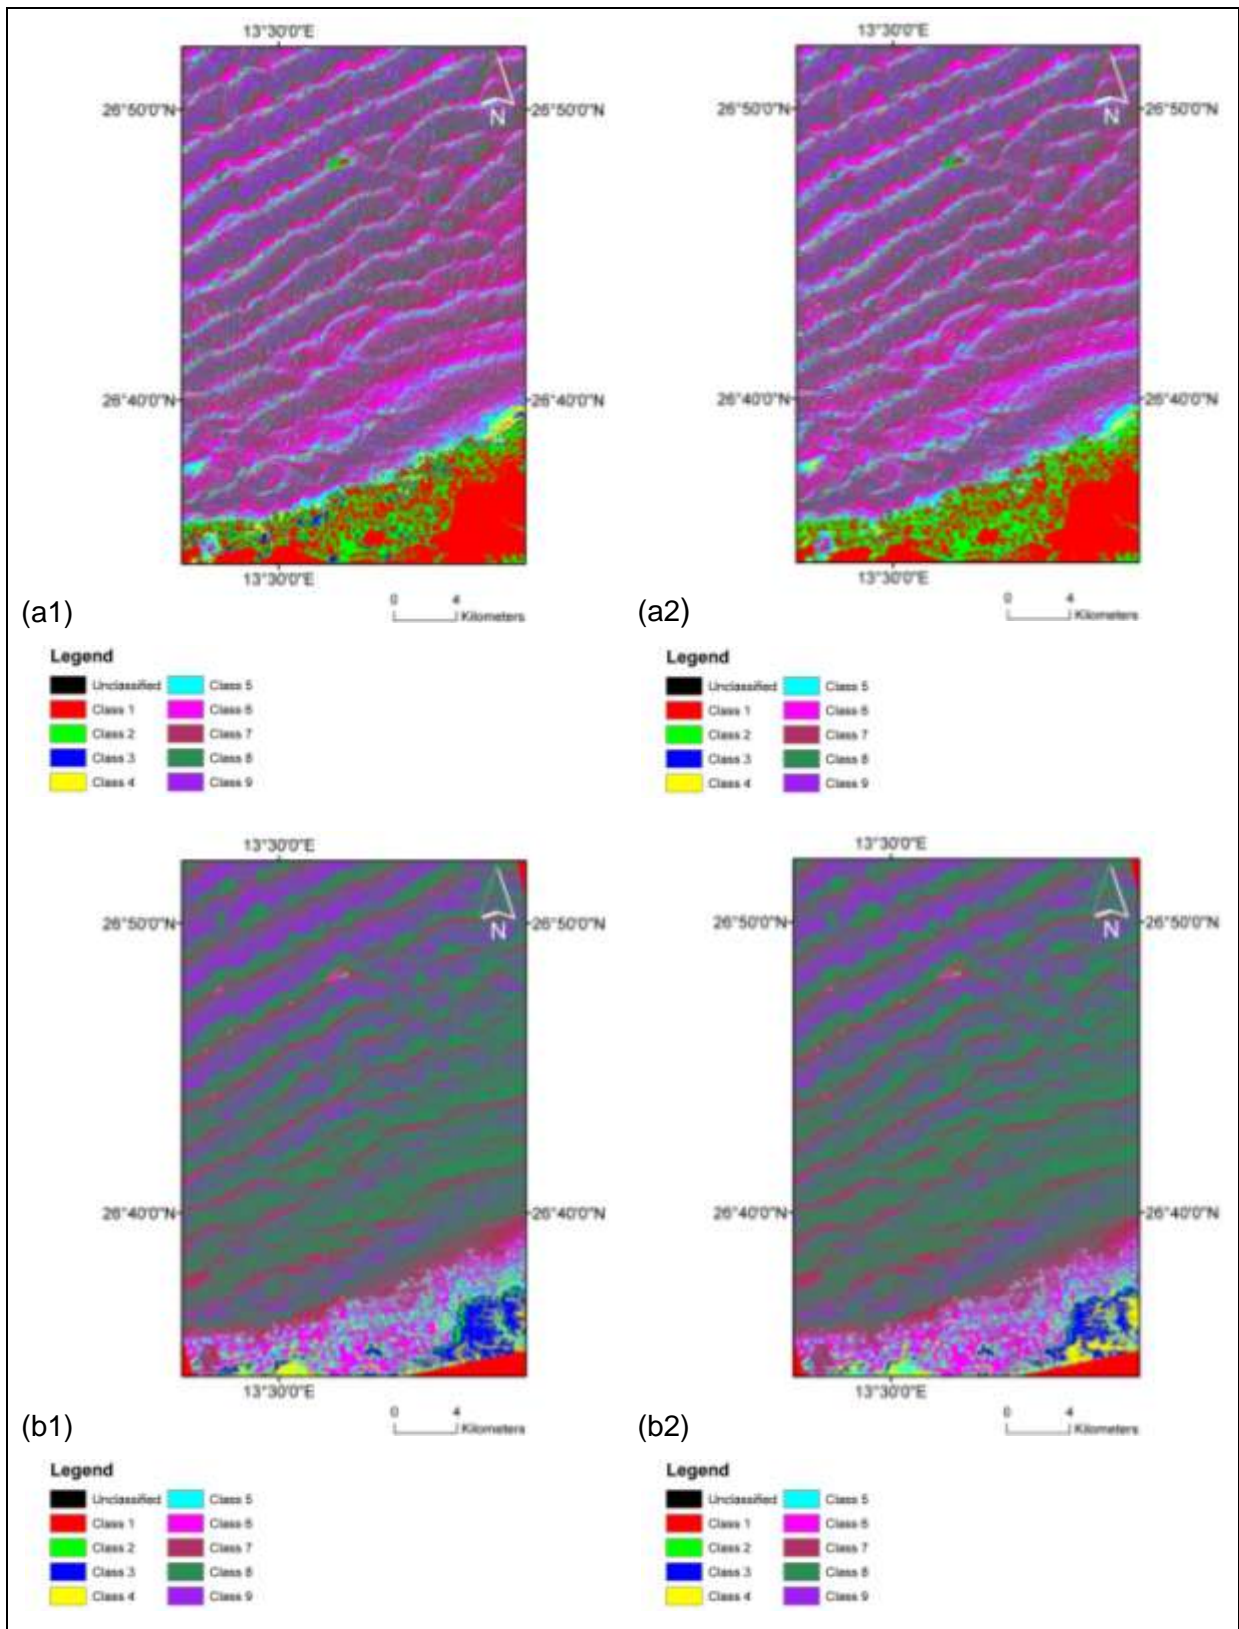 13°30'0"E 13°30'0"E
26°50'0"N 26°50'0"N 26°50'0"N 26°50'0"N
N N
26°40'0"N 26°40'0"N 26°40'0"N 26°40'0"N
13°30'0"E 13°30'0"E
(a1) 0 4 Kilometers (a2) 0 4 Kilometers
Legend Legend
Unclassified Class 5 Unclassified Class 5
Class 1 Class 6 Class 1 Class 6
Class 2 Class 7 Class 2 Class 7
Class 3 Class 8 Class 3 Class 8
Class 4 Class 9 Class 4 Class 9
13°30'0"E 13°30'0"E
26°50'0"N 26°50'0"N 26°50'0"N 26°50'0"N
N N
26°40'0"N 26°40'0"N 26°40'0"N 26°40'0"N
13°30'0"E 13°30'0"E
(b1) 0 4 Kilometers (b2) 0 4 Kilometers
Legend Legend
Unclassified Class 5 Unclassified Class 5
Class 1 Class 6 Class 1 Class 6
Class 2 Class 7 Class 2 Class 7
Class 3 Class 8 Class 3 Class 8
Class 4 Class 9 Class 4 Class 9